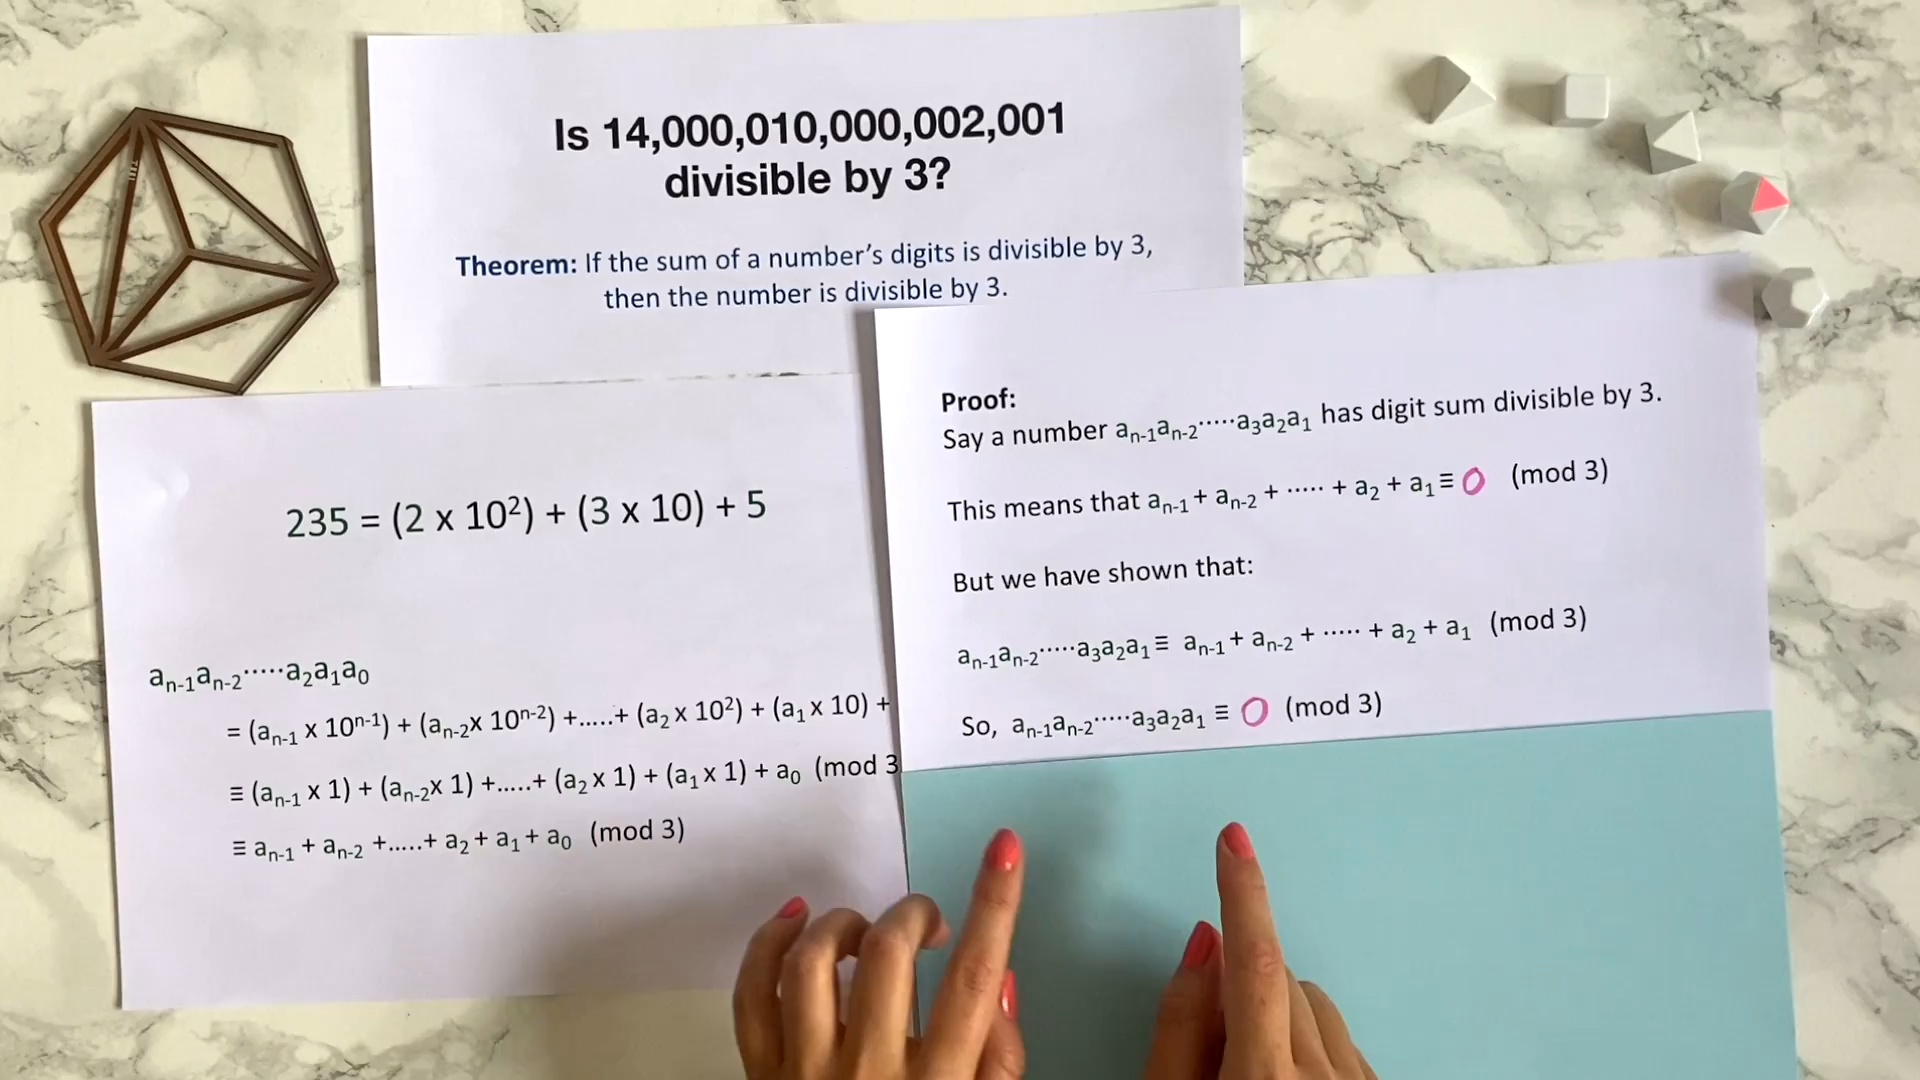 Is 14,000,010,000,002,001
divisible by 3?
Theorem: If the sum of a number’s digits is divisible by 3,
then the number is divisible by 3.
235 = (2 x 10²) + (3 x 10) + 5
aₙ₋₁aₙ₋₂·····a₂a₁a₀
= (aₙ₋₁ x 10ⁿ⁻¹) + (aₙ₋₂x 10ⁿ⁻²) +.....+ (a₂ x 10²) + (a₁ x 10) +
≡ (aₙ₋₁ x 1) + (aₙ₋₂x 1) +.....+ (a₂ x 1) + (a₁ x 1) + a₀ (mod 3
≡ aₙ₋₁ + aₙ₋₂ +.....+ a₂ + a₁ + a₀ (mod 3)
Proof:
Say a number aₙ₋₁aₙ₋₂·····a₃a₂a₁ has digit sum divisible by 3.
This means that aₙ₋₁ + aₙ₋₂ + ····· + a₂ + a₁ ≡ 0 (mod 3)
But we have shown that:
aₙ₋₁aₙ₋₂·····a₃a₂a₁ ≡ aₙ₋₁ + aₙ₋₂ + ····· + a₂ + a₁ (mod 3)
So, aₙ₋₁aₙ₋₂·····a₃a₂a₁ ≡ 0 (mod 3)